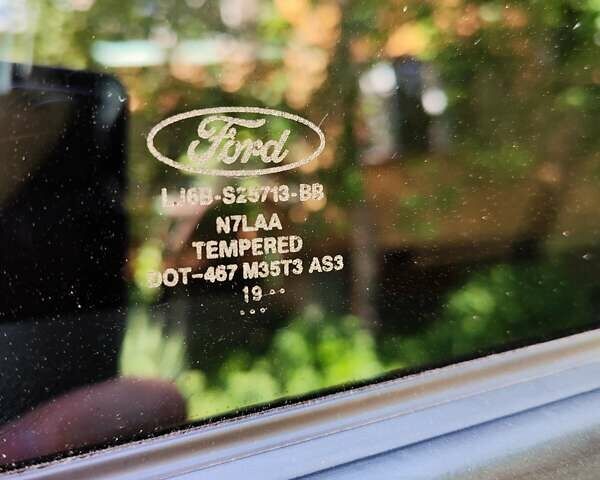 Ford
LJ6B-S25713-BB
N7LAA
TEMPERED
DOT-467 M35T3 AS3
19